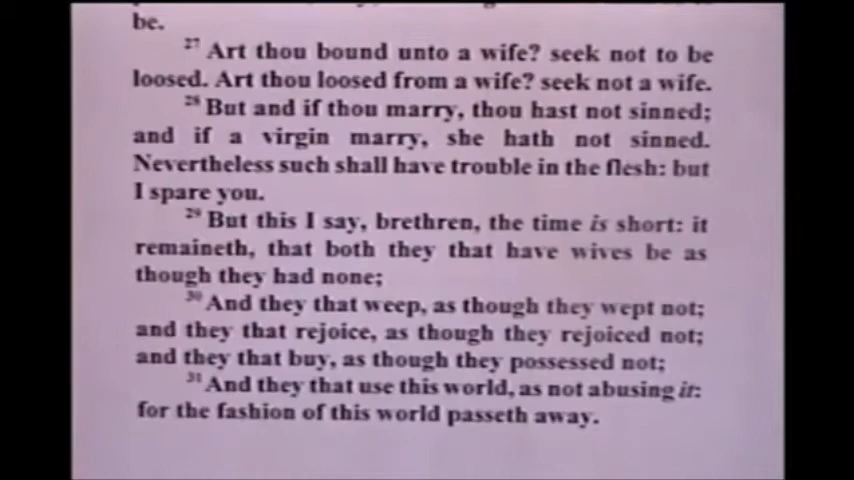 be.
27 Art thou bound unto a wife? seek not to be
loosed. Art thou loosed from a wife? seek not a wife.
28 But and if thou marry, thou hast not sinned;
and if a virgin marry, she hath not sinned.
Nevertheless such shall have trouble in the flesh: but
I spare you.
29 But this I say, brethren, the time is short: it
remaineth, that both they that have wives be as
though they had none;
30 And they that weep, as though they wept not;
and they that rejoice, as though they rejoiced not;
and they that buy, as though they possessed not;
31 And they that use this world, as not abusing it:
for the fashion of this world passeth away.